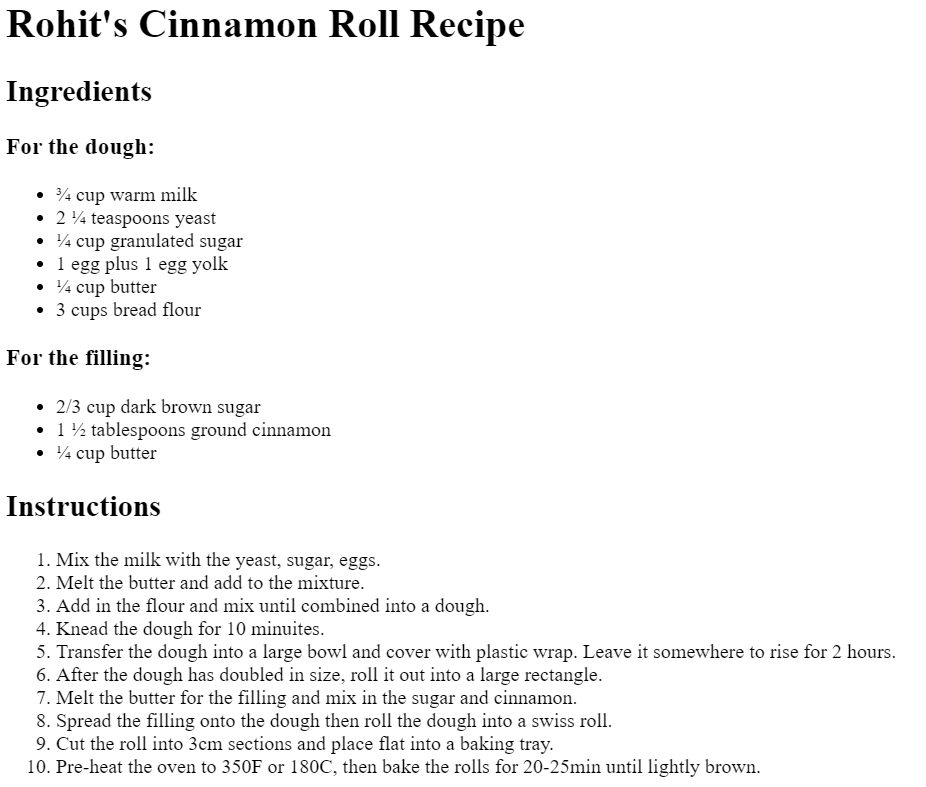 Rohit's Cinnamon Roll Recipe
Ingredients
For the dough:
• ¾ cup warm milk
• 2 ¼ teaspoons yeast
• ¼ cup granulated sugar
• 1 egg plus 1 egg yolk
• ¼ cup butter
• 3 cups bread flour
For the filling:
• 2/3 cup dark brown sugar
• 1 ½ tablespoons ground cinnamon
• ¼ cup butter
Instructions
1. Mix the milk with the yeast, sugar, eggs.
2. Melt the butter and add to the mixture.
3. Add in the flour and mix until combined into a dough.
4. Knead the dough for 10 minuites.
5. Transfer the dough into a large bowl and cover with plastic wrap. Leave it somewhere to rise for 2 hours.
6. After the dough has doubled in size, roll it out into a large rectangle.
7. Melt the butter for the filling and mix in the sugar and cinnamon.
8. Spread the filling onto the dough then roll the dough into a swiss roll.
9. Cut the roll into 3cm sections and place flat into a baking tray.
10. Pre-heat the oven to 350F or 180C, then bake the rolls for 20-25min until lightly brown.